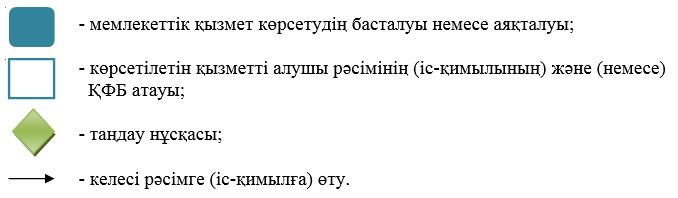 - мемлекеттік қызмет көрсетудің басталуы немесе аяқталуы;
- көрсетілетін қызметті алушы рәсімінің (іс-қимылының) және (немесе)
ҚФБ атауы;
- таңдау нұсқасы;
- келесі рәсімге (іс-қимылға) өту.